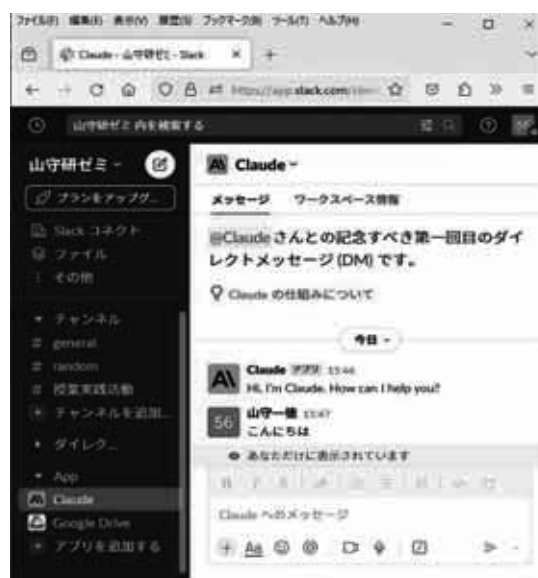 ファイル(F) 編集(E) 表示(V) 履歴(S) ブックマーク(B) ツール(T) ヘルプ(H)
Claude - 山守研ゼミ - Slack
https://app.slack.com
山守研ゼミ 内を検索する
山守研ゼミ
プランをアップグ...
Slack コネクト
ファイル
その他
チャンネル
# general
# random
# 授業実践活動
+ チャンネルを追加...
ダイレク...
App
Claude
Google Drive
+ アプリを追加する
Claude
メッセージ ワークスペース情報
@Claude さんとの記念すべき第一回目のダイ
レクトメッセージ (DM) です。
Claude の仕組みについて
今日
Claude アプリ 15:46
Hi, I'm Claude. How can I help you?
56
山守一徳 15:47
こんにちは
あなただけに表示されています
Claude へのメッセージ
Aa